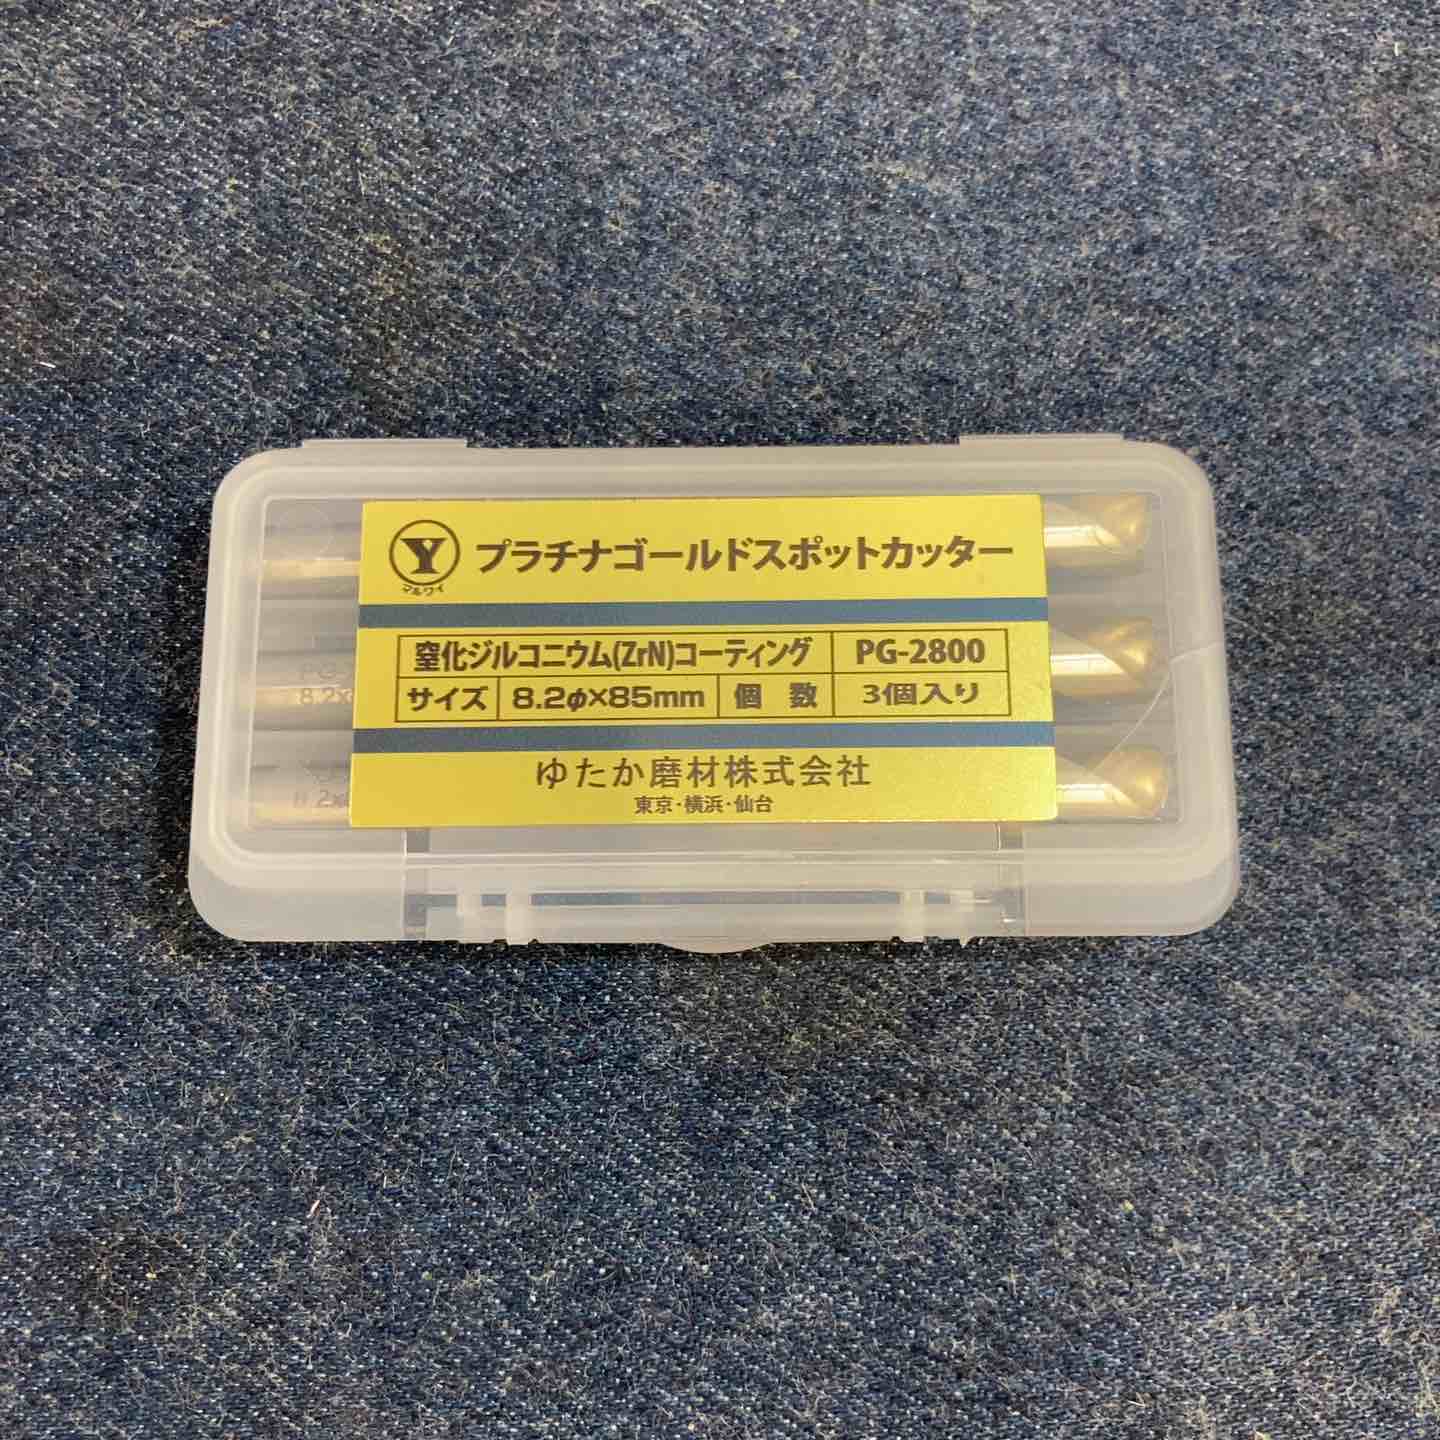 Y
マルワイ
プラチナゴールドスポットカッター
窒化ジルコニウム(ZrN)コーティング PG-2800
サイズ 8.2φ×85mm 個 数 3個入り
ゆたか磨材株式会社
東京・横浜・仙台
PG-
8.2x